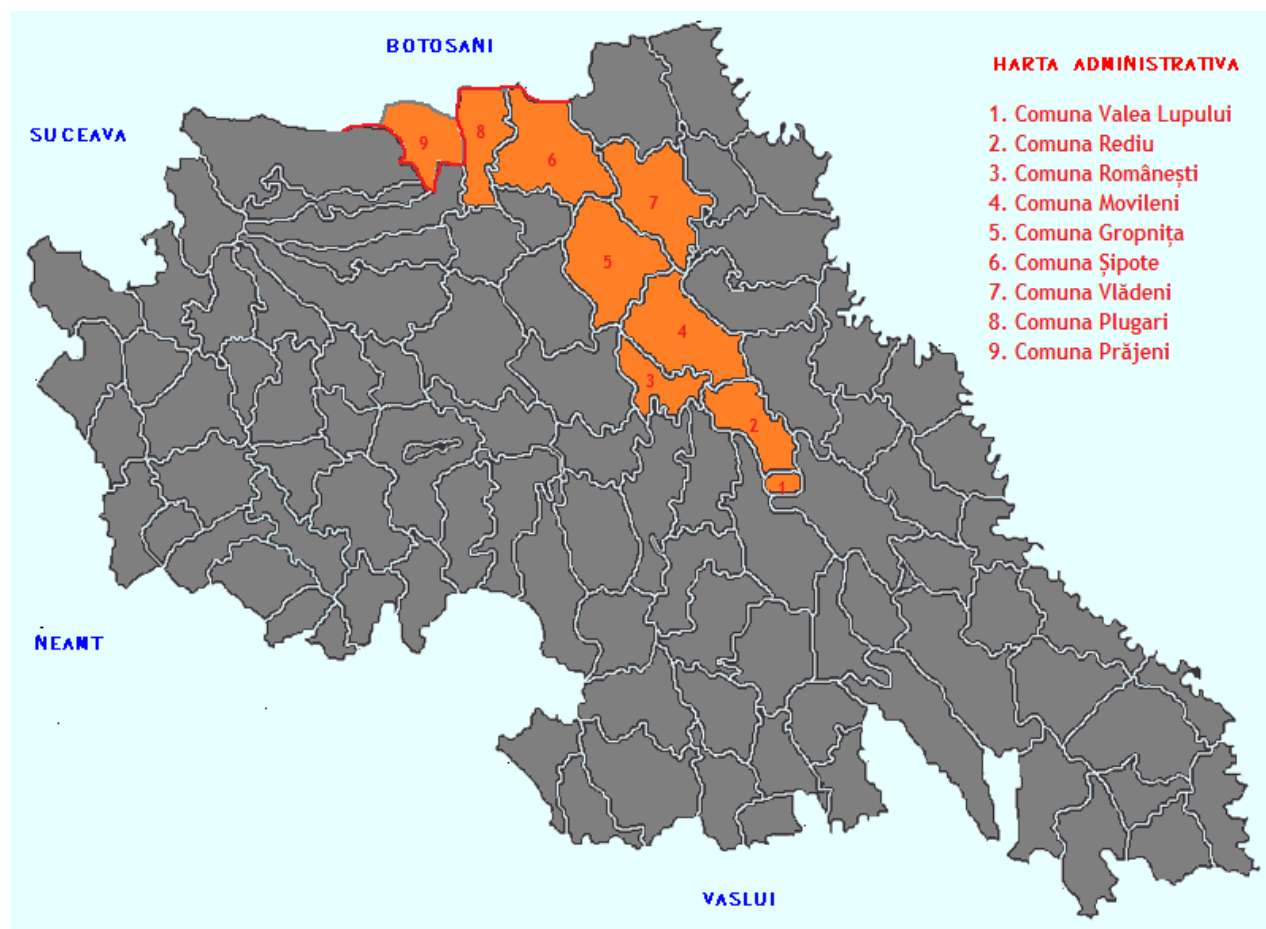 BOTOSANI
SUCEAVA
HARTA ADMINISTRATIVA
1. Comuna Valea Lupului
2. Comuna Rediu
3. Comuna Românești
4. Comuna Movileni
5. Comuna Gropnița
6. Comuna Șipote
7. Comuna Vlădeni
8. Comuna Plugari
9. Comuna Prăjeni
9
8
6
7
5
4
3
2
1
NEAMT
VASLUI